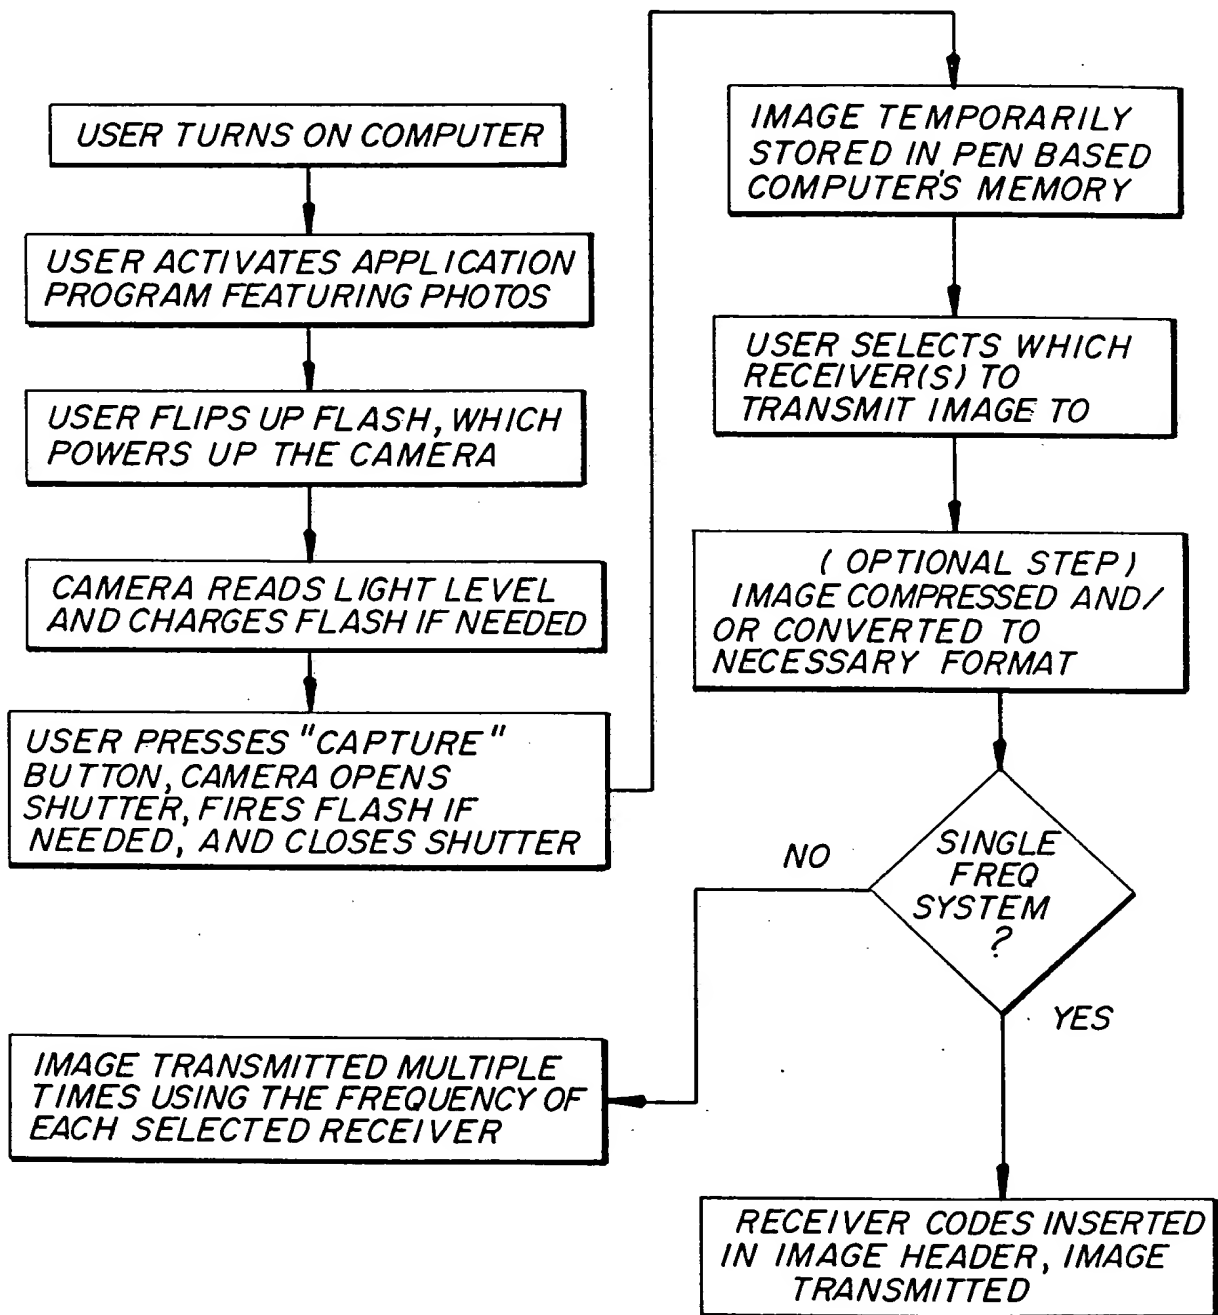 USER TURNS ON COMPUTER
USER ACTIVATES APPLICATION
PROGRAM FEATURING PHOTOS
USER FLIPS UP FLASH, WHICH
POWERS UP THE CAMERA
CAMERA READS LIGHT LEVEL
AND CHARGES FLASH IF NEEDED
USER PRESSES "CAPTURE"
BUTTON, CAMERA OPENS
SHUTTER, FIRES FLASH IF
NEEDED, AND CLOSES SHUTTER
IMAGE TEMPORARILY
STORED IN PEN BASED
COMPUTER'S MEMORY
USER SELECTS WHICH
RECEIVER(S) TO
TRANSMIT IMAGE TO
(OPTIONAL STEP)
IMAGE COMPRESSED AND/
OR CONVERTED TO
NECESSARY FORMAT
SINGLE
FREQ
SYSTEM
?
NO
YES
IMAGE TRANSMITTED MULTIPLE
TIMES USING THE FREQUENCY OF
EACH SELECTED RECEIVER
RECEIVER CODES INSERTED
IN IMAGE HEADER, IMAGE
TRANSMITTED